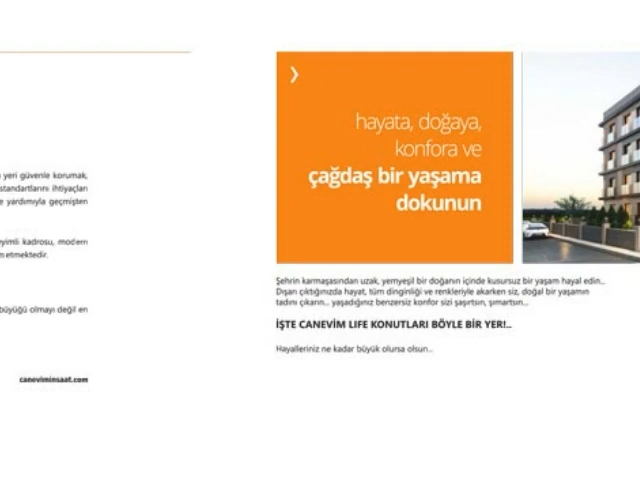 yeri güvenle korumak,
standartlarını ihtiyaçları
yardımıyla geçmişten
kadrosu, modern
etmektedir.
büyüğü olmayı değil en
caneviminsaat.com
hayata, doğaya,
konfora ve
çağdaş bir yaşama
dokunun
Şehrin karmaşasından uzak, yemyeşil bir doğanın içinde kusursuz bir yaşam hayal edin...
Dışarı çıktığınızda hayat, tüm dinginliği ve renkleriyle akarken siz, doğal bir yaşamın
tadını çıkarın... yaşadığınız benzersiz konfor sizi şaşırtsın, şımartsın...
İŞTE CANEVİM LIFE KONUTLARI BÖYLE BİR YER!..
Hayalleriniz ne kadar büyük olursa olsun...